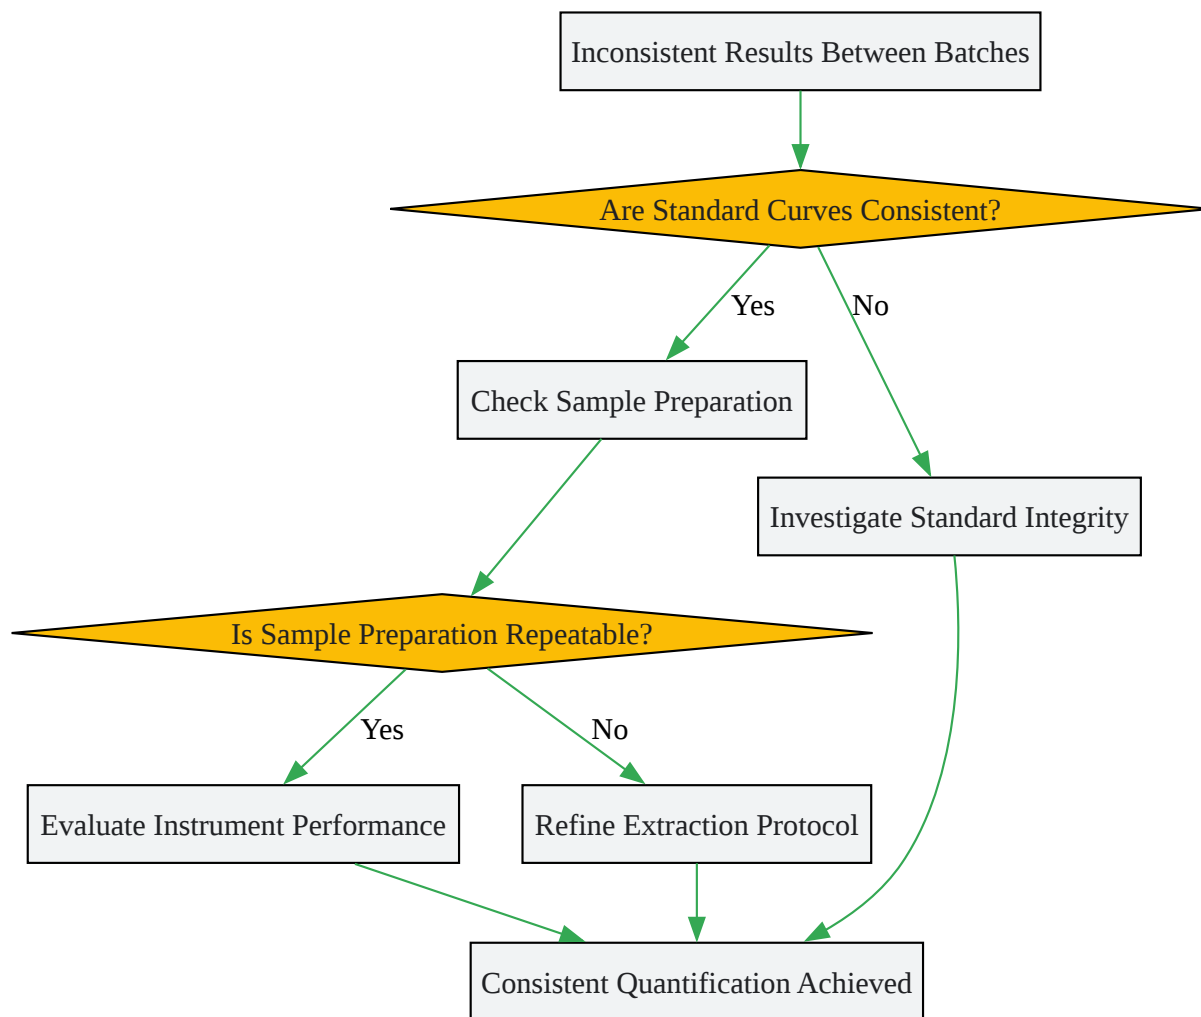 Inconsistent Results Between Batches
Are Standard Curves Consistent?
Yes
No
Check Sample Preparation
Investigate Standard Integrity
Is Sample Preparation Repeatable?
Yes
No
Evaluate Instrument Performance
Refine Extraction Protocol
Consistent Quantification Achieved